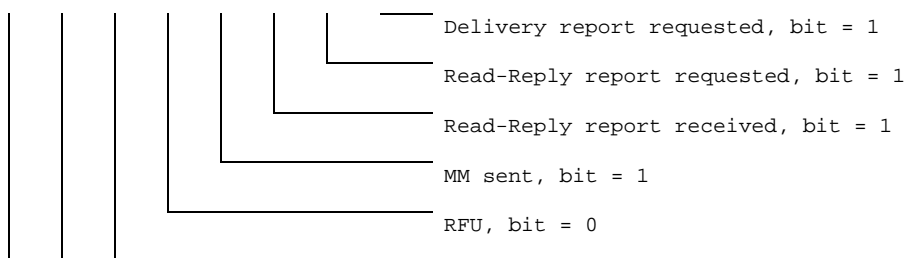 Delivery report requested, bit = 1
Read-Reply report requested, bit = 1
Read-Reply report received, bit = 1
MM sent, bit = 1
RFU, bit = 0